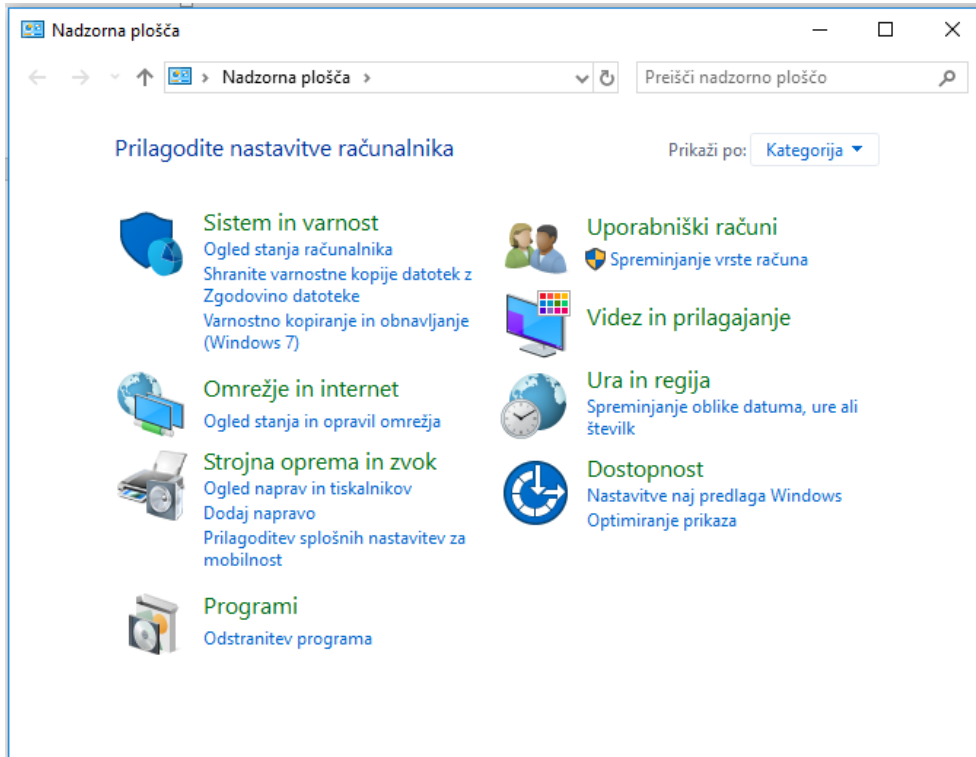 Nadzorna plošča
Nadzorna plošča
Preišči nadzorno ploščo
Prilagodite nastavitve računalnika
Prikaži po: Kategorija
Sistem in varnost
Ogled stanja računalnika
Shranite varnostne kopije datotek z
Zgodovino datoteke
Varnostno kopiranje in obnavljanje
(Windows 7)
Omrežje in internet
Ogled stanja in opravil omrežja
Strojna oprema in zvok
Ogled naprav in tiskalnikov
Dodaj napravo
Prilagoditev splošnih nastavitev za
mobilnost
Programi
Odstranitev programa
Uporabniški računi
Spreminjanje vrste računa
Videz in prilagajanje
Ura in regija
Spreminjanje oblike datuma, ure ali
številk
Dostopnost
Nastavitve naj predlaga Windows
Optimiranje prikaza